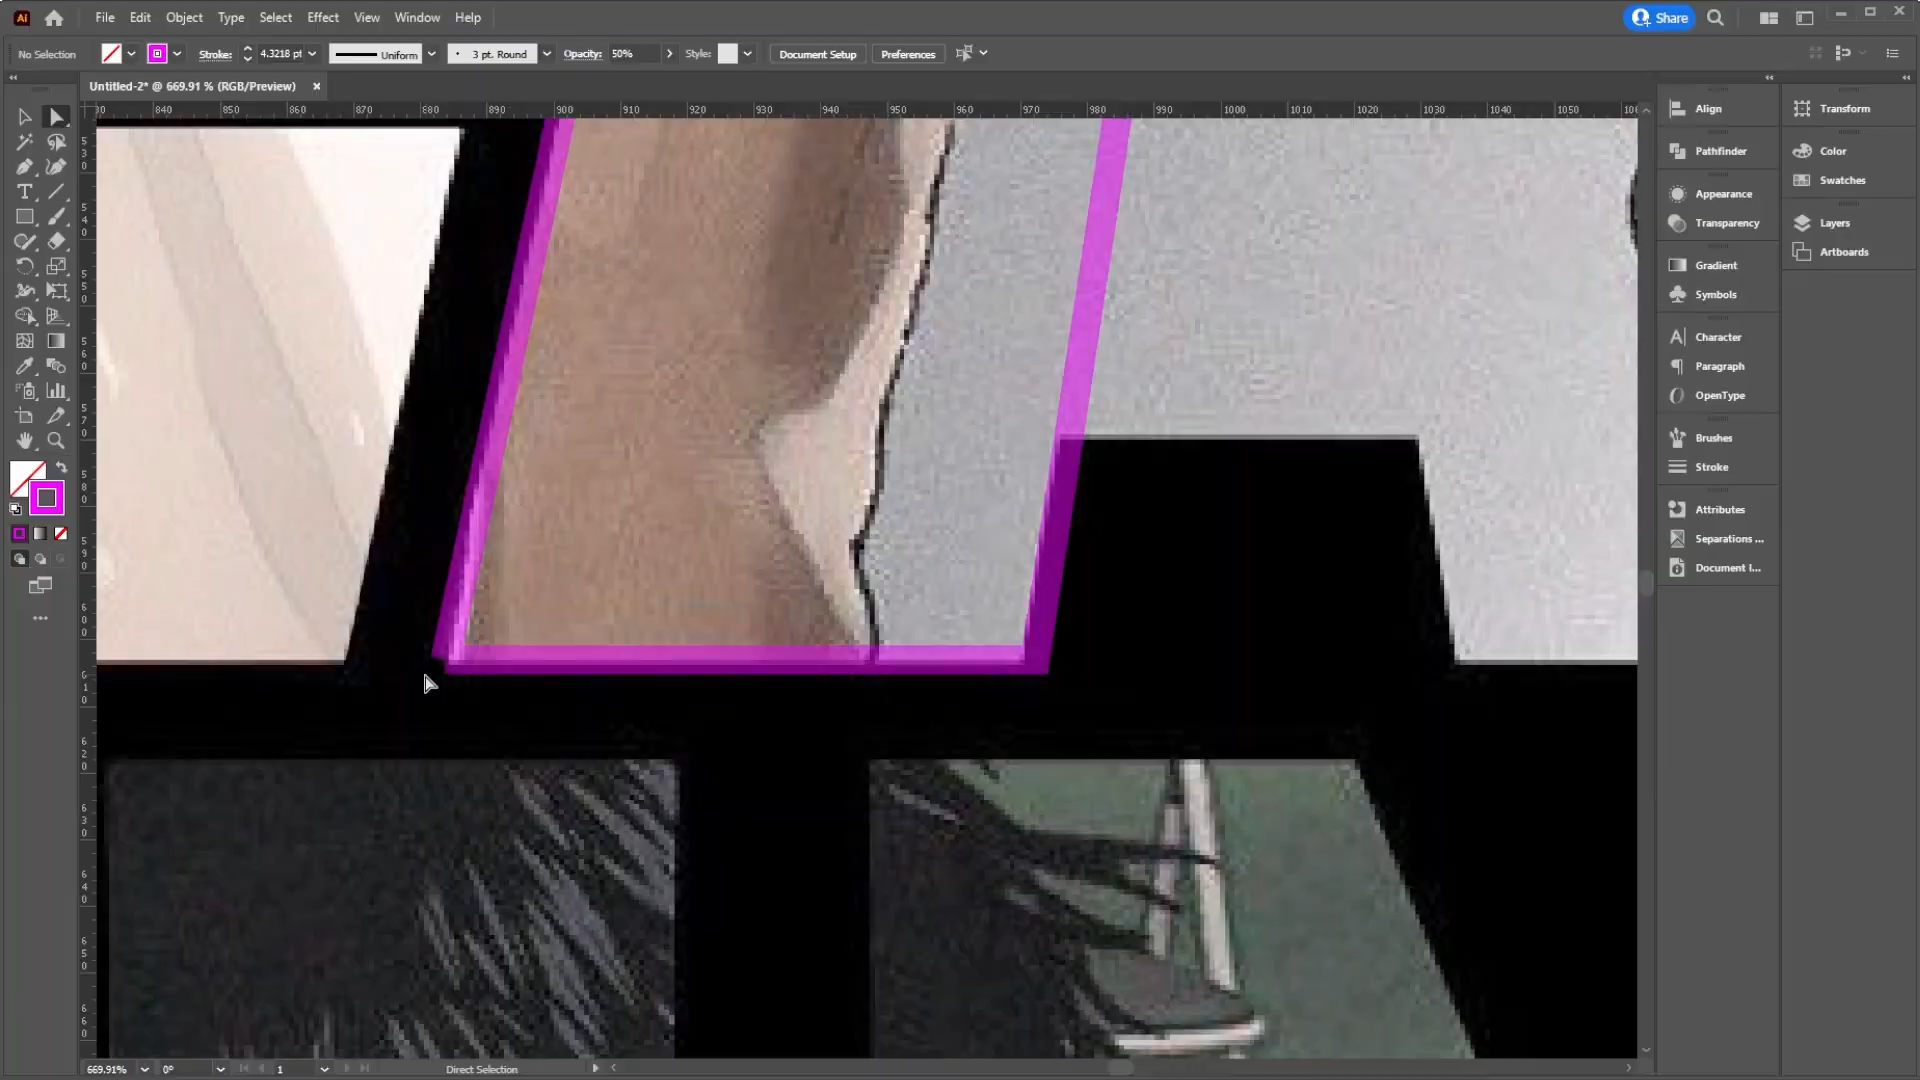 Ai File Edit Object Type Select Effect View Window Help Share
No Selection Stroke: 4.3218 pt Uniform 3 pt. Round Opacity: 50% Style: Document Setup Preferences
Untitled-2* @ 669.91 % (RGB/Preview)
840 850 860 870 880 890 900 910 920 930 940 950 960 970 980 990 1000 1010 1020 1030 1040 1050
Align
Pathfinder
Appearance
Transparency
Gradient
Symbols
Character
Paragraph
OpenType
Brushes
Stroke
Attributes
Separations ...
Document I...
Transform
Color
Swatches
Layers
Artboards
669.91% 0° 1 Direct Selection